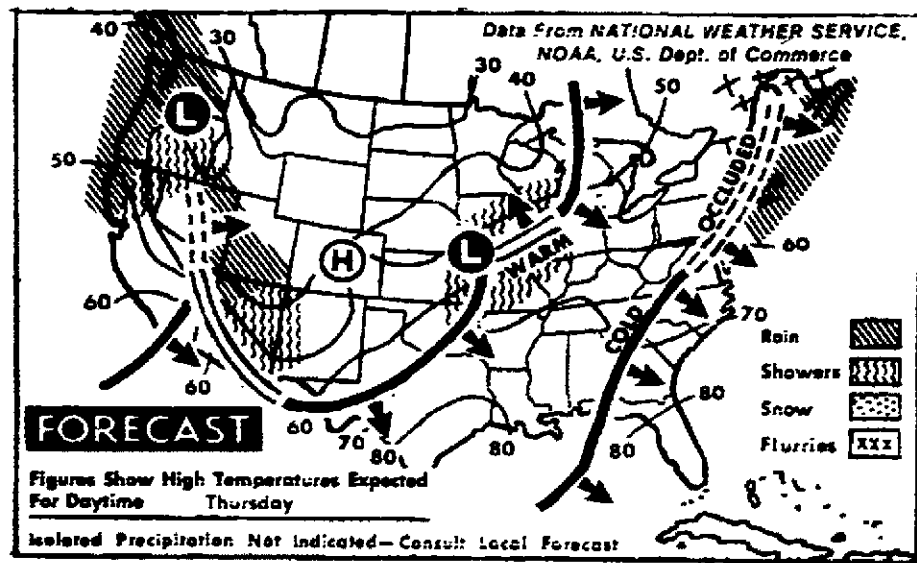 Data From NATIONAL WEATHER SERVICE,
NOAA, U.S. Dept. of Commerce
40
30
30
40
50
L
50
OCCLUDED
H
L
WARM
60
60
COLD
70
60
60
70
80
80
80
80
Rain
Showers
Snow
Flurries
xxx
FORECAST
Figures Show High Temperatures Expected
For Daytime Thursday
Isolated Precipitation Not Indicated—Consult Local Forecast